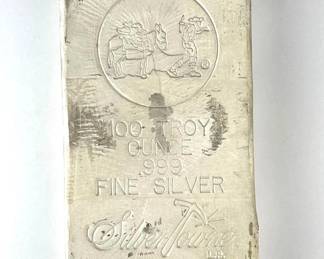 100 TROY
OUNCE
.999
FINE SILVER
SilverTowne